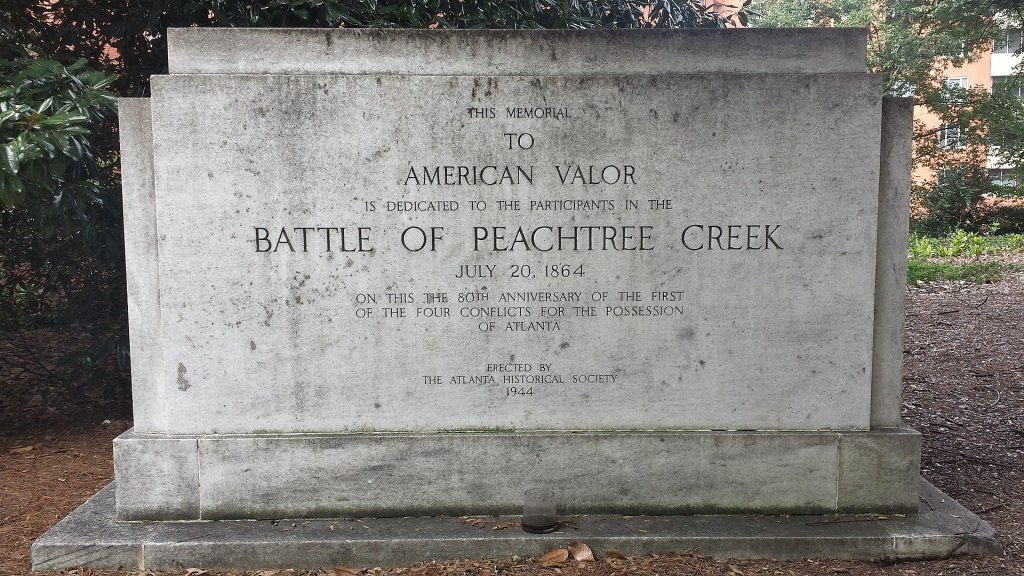 THIS MEMORIAL
TO
AMERICAN VALOR
IS DEDICATED TO THE PARTICIPANTS IN THE
BATTLE OF PEACHTREE CREEK
JULY 20, 1864
ON THIS THE 80TH ANNIVERSARY OF THE FIRST
OF THE FOUR CONFLICTS FOR THE POSSESSION
OF ATLANTA
ERECTED BY
THE ATLANTA HISTORICAL SOCIETY
1944